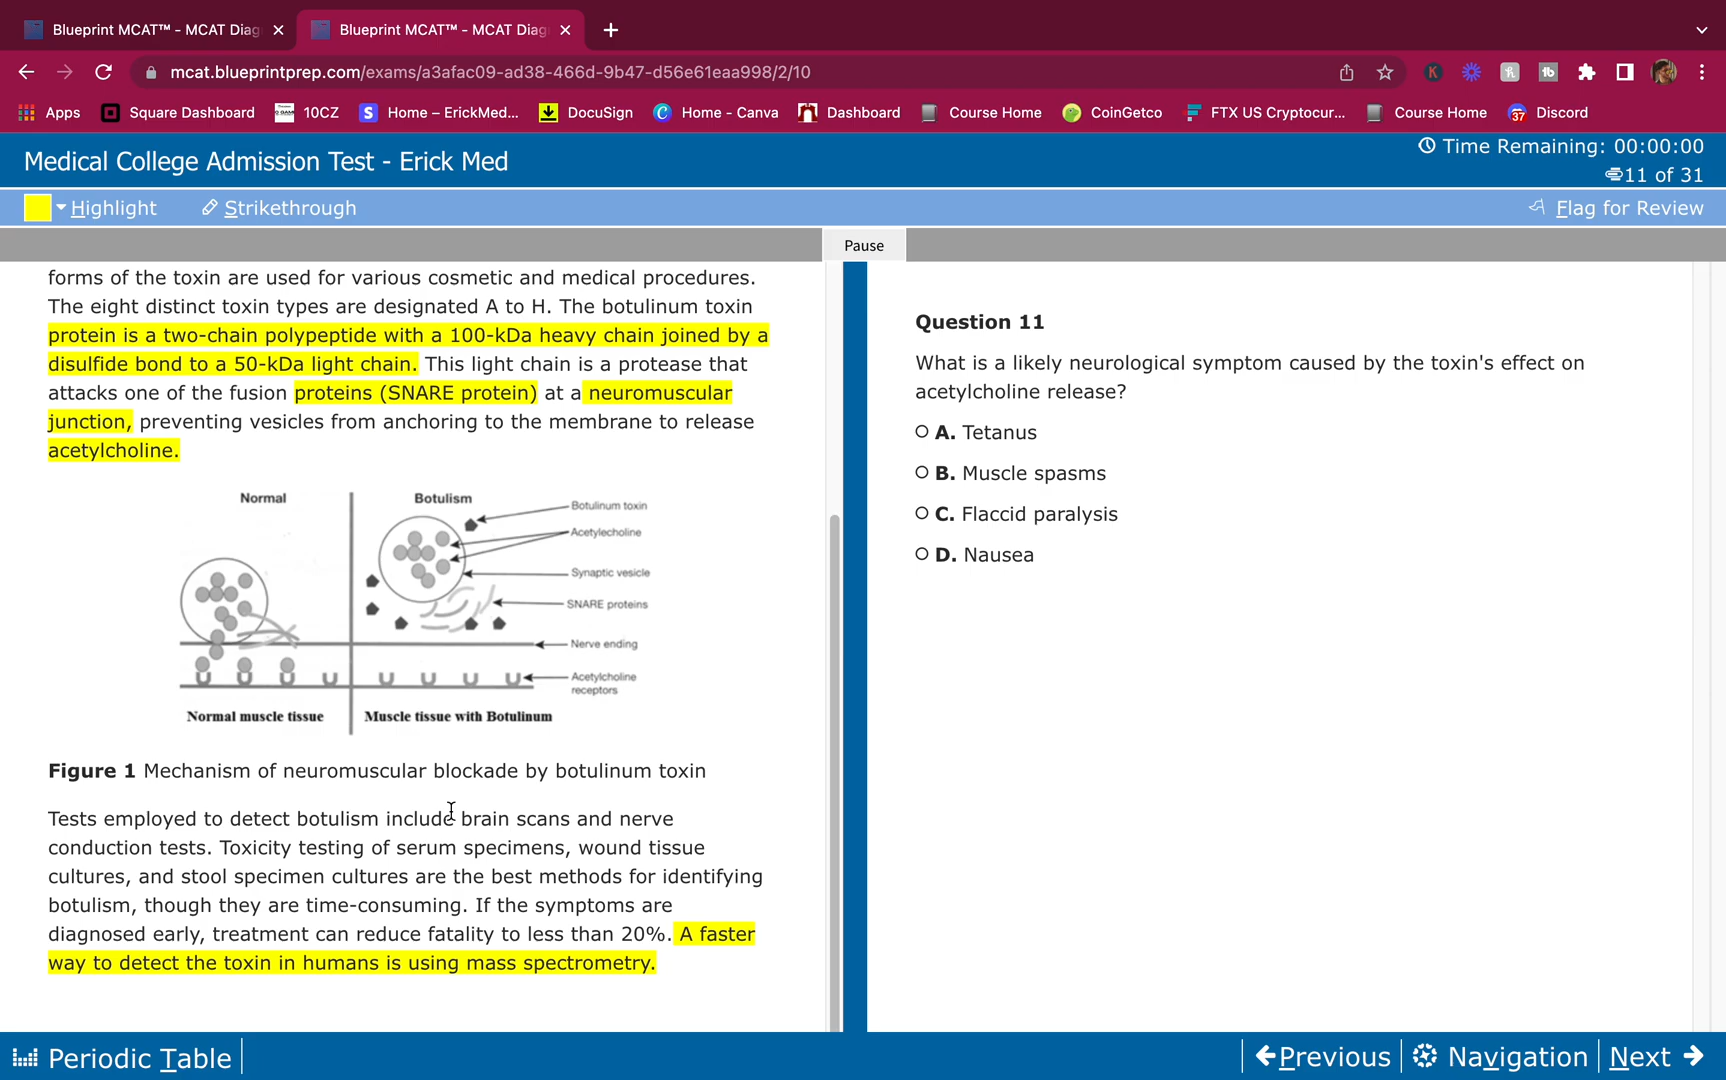 Blueprint MCAT™ - MCAT Diag
Blueprint MCAT™ - MCAT Diag
mcat.blueprintprep.com/exams/a3afac09-ad38-466d-9b47-d56e61eaa998/2/10
Apps
Square Dashboard
10CZ
Home – ErickMed...
DocuSign
Home - Canva
Dashboard
Course Home
CoinGetco
FTX US Cryptocur...
Course Home
37
Discord
Medical College Admission Test - Erick Med
Time Remaining: 00:00:00
11 of 31
Highlight
Strikethrough
Flag for Review
Pause
forms of the toxin are used for various cosmetic and medical procedures.
The eight distinct toxin types are designated A to H. The botulinum toxin
protein is a two-chain polypeptide with a 100-kDa heavy chain joined by a
disulfide bond to a 50-kDa light chain. This light chain is a protease that
attacks one of the fusion proteins (SNARE protein) at a neuromuscular
junction, preventing vesicles from anchoring to the membrane to release
acetylcholine.
Normal
Botulism
Botulinum toxin
Acetylecholine
Synaptic vesicle
SNARE proteins
Nerve ending
Acetylcholine
receptors
Normal muscle tissue
Muscle tissue with Botulinum
Figure 1 Mechanism of neuromuscular blockade by botulinum toxin
Tests employed to detect botulism include brain scans and nerve
conduction tests. Toxicity testing of serum specimens, wound tissue
cultures, and stool specimen cultures are the best methods for identifying
botulism, though they are time-consuming. If the symptoms are
diagnosed early, treatment can reduce fatality to less than 20%. A faster
way to detect the toxin in humans is using mass spectrometry.
Question 11
What is a likely neurological symptom caused by the toxin's effect on
acetylcholine release?
A. Tetanus
B. Muscle spasms
C. Flaccid paralysis
D. Nausea
Periodic Table
Previous
Navigation
Next